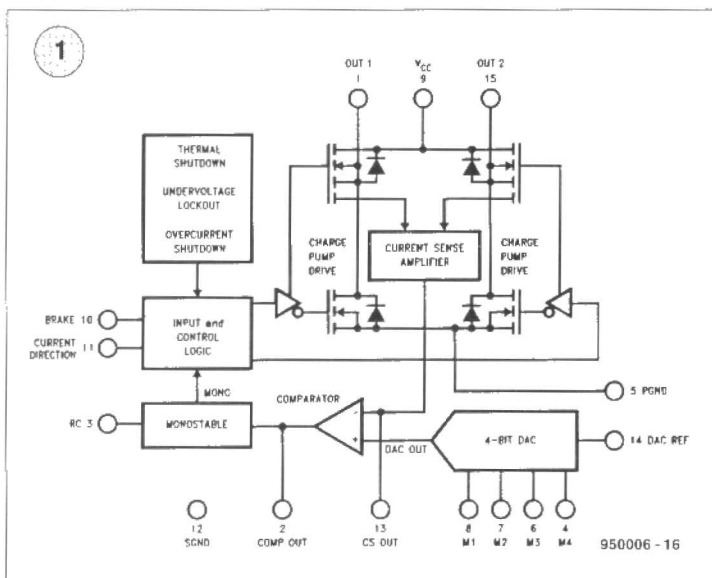 1
OUT 1
1
VCC
9
OUT 2
15
THERMAL
SHUTDOWN
UNDERVOLTAGE
LOCKOUT
OVERCURRENT
SHUTDOWN
CHARGE
PUMP
DRIVE
CURRENT SENSE
AMPLIFIER
CHARGE
PUMP
DRIVE
BRAKE 10
CURRENT
DIRECTION 11
INPUT and
CONTROL
LOGIC
MONO
COMPARATOR
5 PGND
RC 3
MONOSTABLE
-
+
DAC OUT
4-BIT DAC
14 DAC REF
12
SGND
2
COMP OUT
13
CS OUT
8
M1
7
M2
6
M3
4
M4
950006 - 16